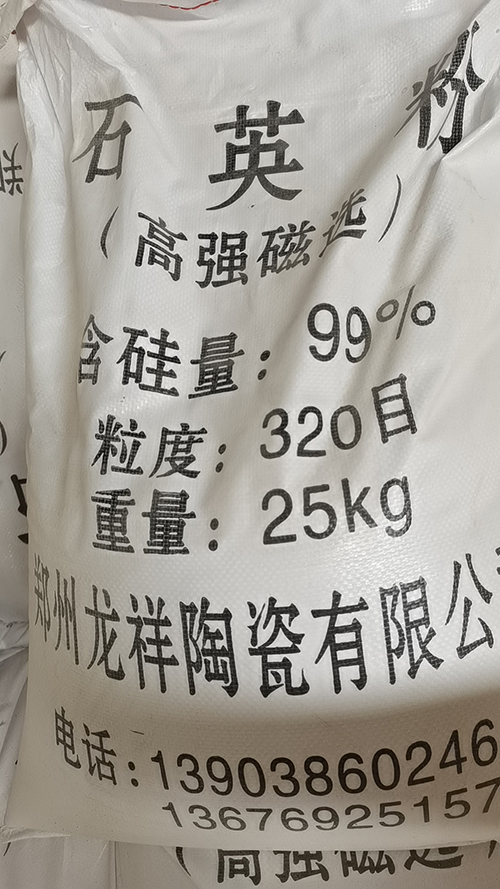 石英粉
（高强磁选）
含硅量：99%
粒度：320目
重量：25kg
郑州龙祥陶瓷有限公
电话：13903860246
13676925157
（高强磁选）